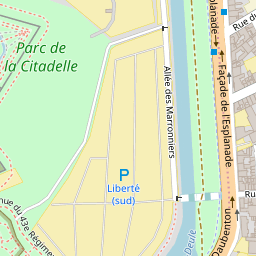 Parc de
la Citadelle
Allée des Marronniers
Façade de l'Esplanade
planade
Rue du
P
Liberté
(sud)
nue du 43e Régime
Deûle
Daubenton